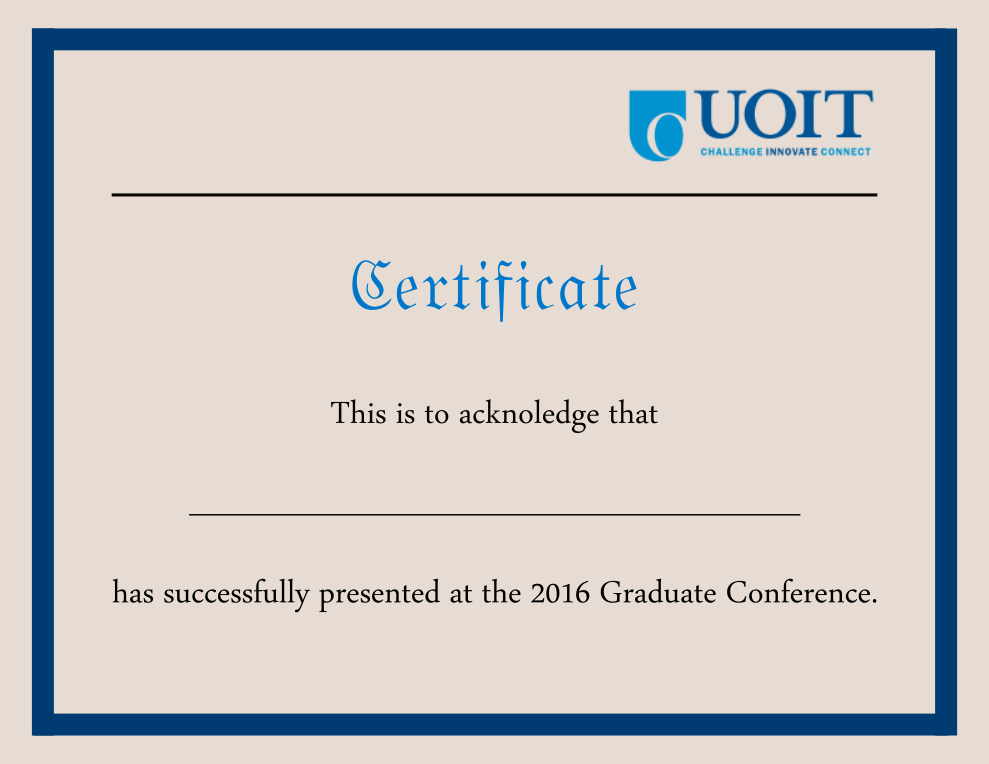 UOIT
CHALLENGE INNOVATE CONNECT
Certificate
This is to acknoledge that
has successfully presented at the 2016 Graduate Conference.